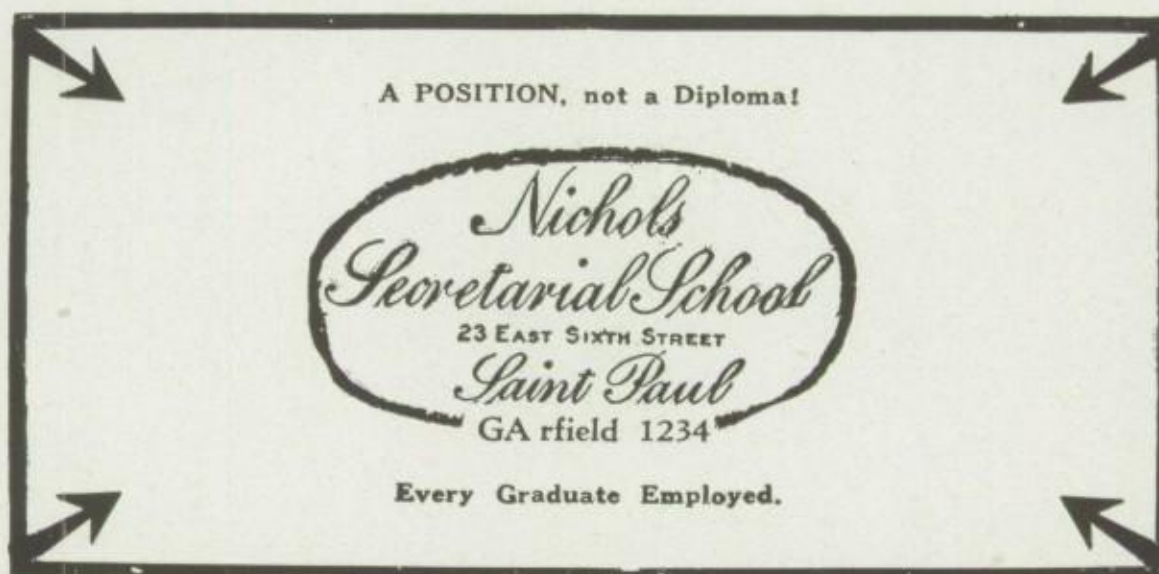 A POSITION, not a Diploma!
Nichols
Secretarial School
23 EAST SIXTH STREET
Saint Paul
GA rfield 1234
Every Graduate Employed.